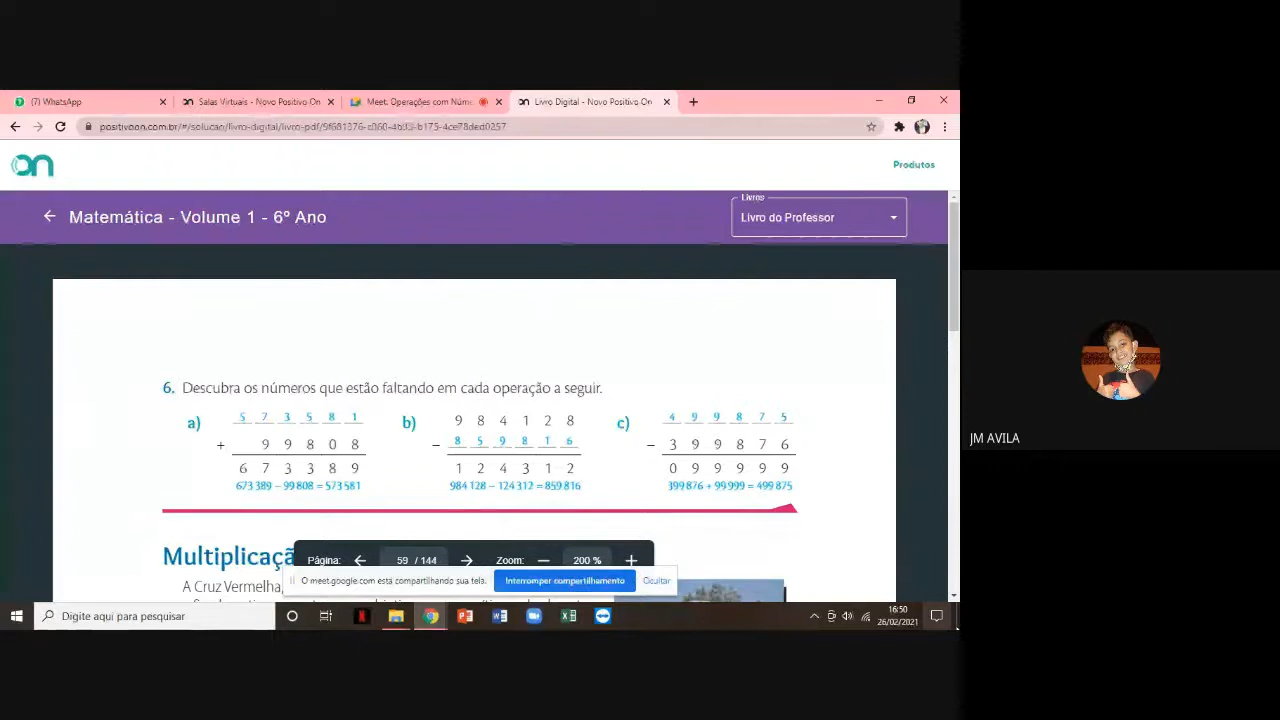 (7) WhatsApp
Salas Virtuais - Novo Positivo On
Meet: Operações com Núme
Livro Digital - Novo Positivo On
on
Produtos
Matemática - Volume 1 - 6º Ano
Livros
Livro do Professor
6. Descubra os números que estão faltando em cada operação a seguir.
a) 5 7 3 5 8 1
+ 9 9 8 0 8
6 7 3 3 8 9
673 389 – 99 808 = 573 581
b) 9 8 4 1 2 8
– 8 5 9 8 1 6
1 2 4 3 1 2
984 128 – 124 312 = 859 816
c) 4 9 9 8 7 5
– 3 9 9 8 7 6
0 9 9 9 9 9
399 876 + 99 999 = 499 875
Multiplicaçã
Página: 59 / 144 Zoom: 200 %
A Cruz Vermelha,
O meet.google.com está compartilhando sua tela.
Interromper compartilhamento
Ocultar
Digite aqui para pesquisar
16:50
26/02/2021
JM AVILA